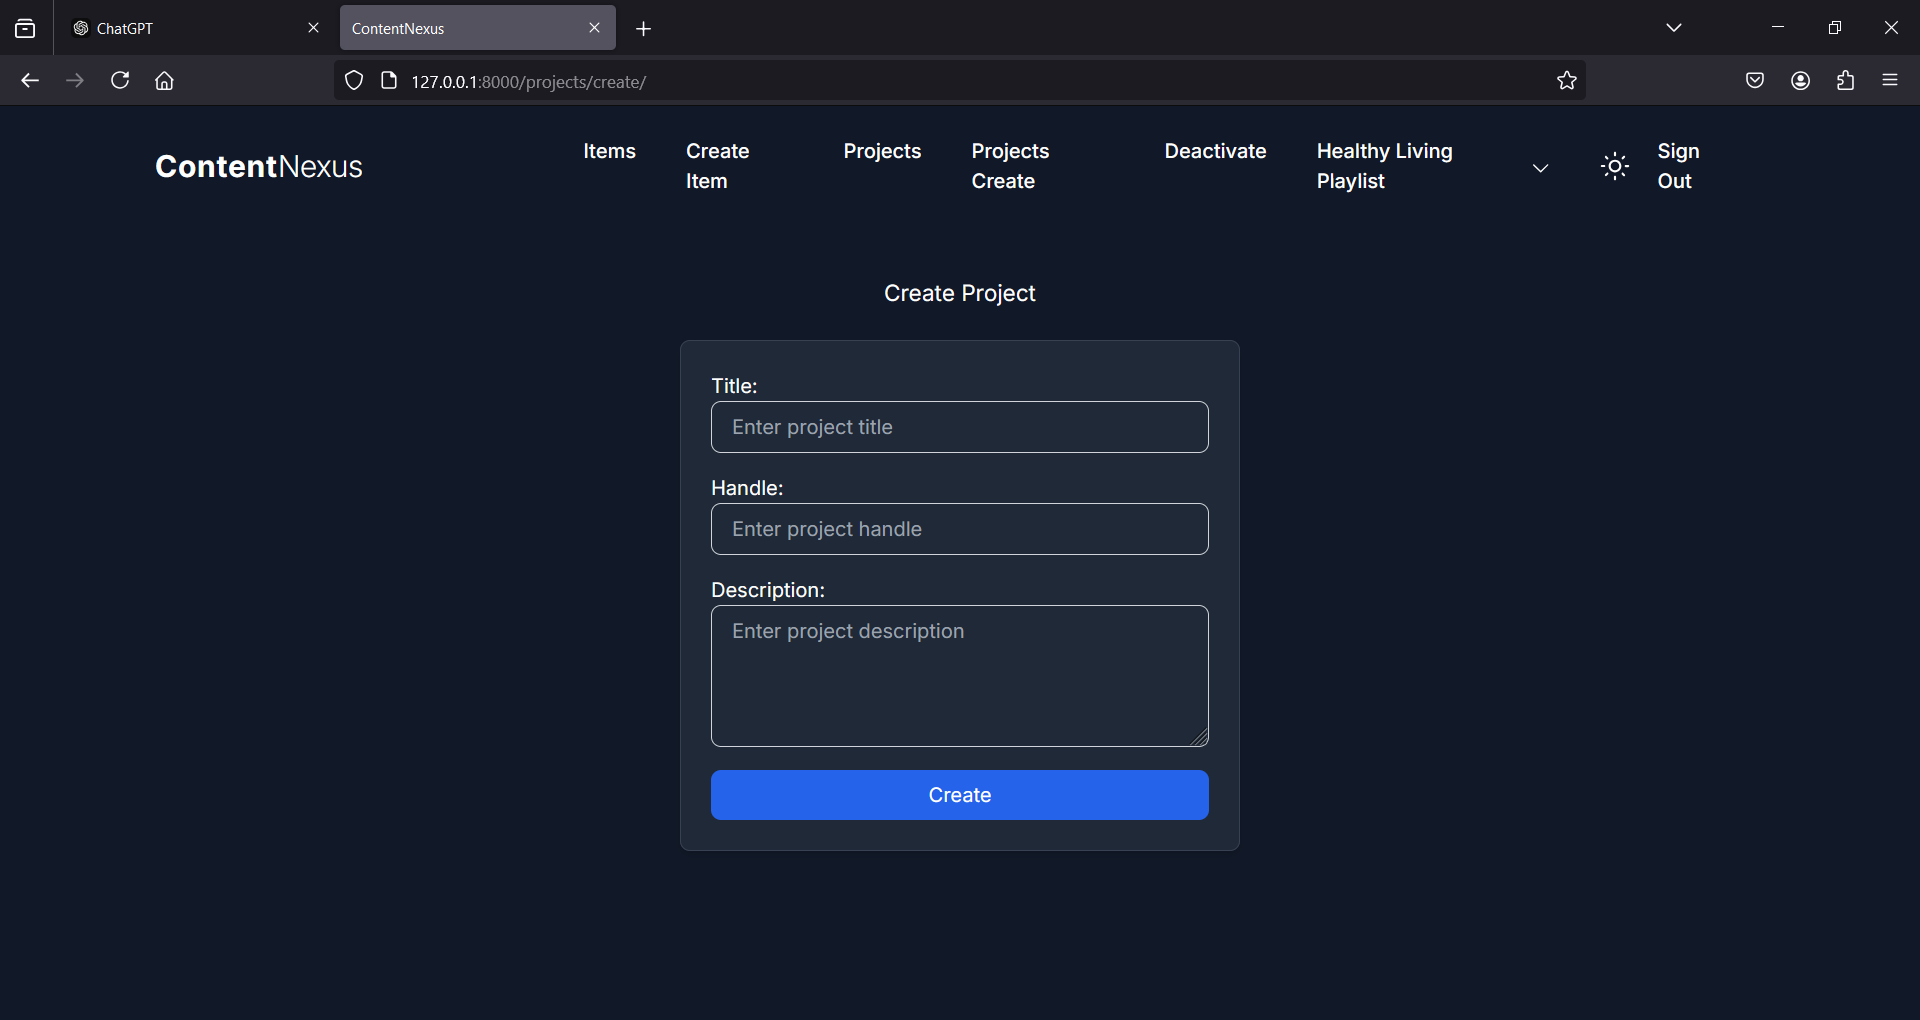 ChatGPT
ContentNexus
127.0.0.1:8000/projects/create/
ContentNexus
Items
Create
Item
Projects
Projects
Create
Deactivate
Healthy Living
Playlist
Sign
Out
Create Project
Title:
Enter project title
Handle:
Enter project handle
Description:
Enter project description
Create